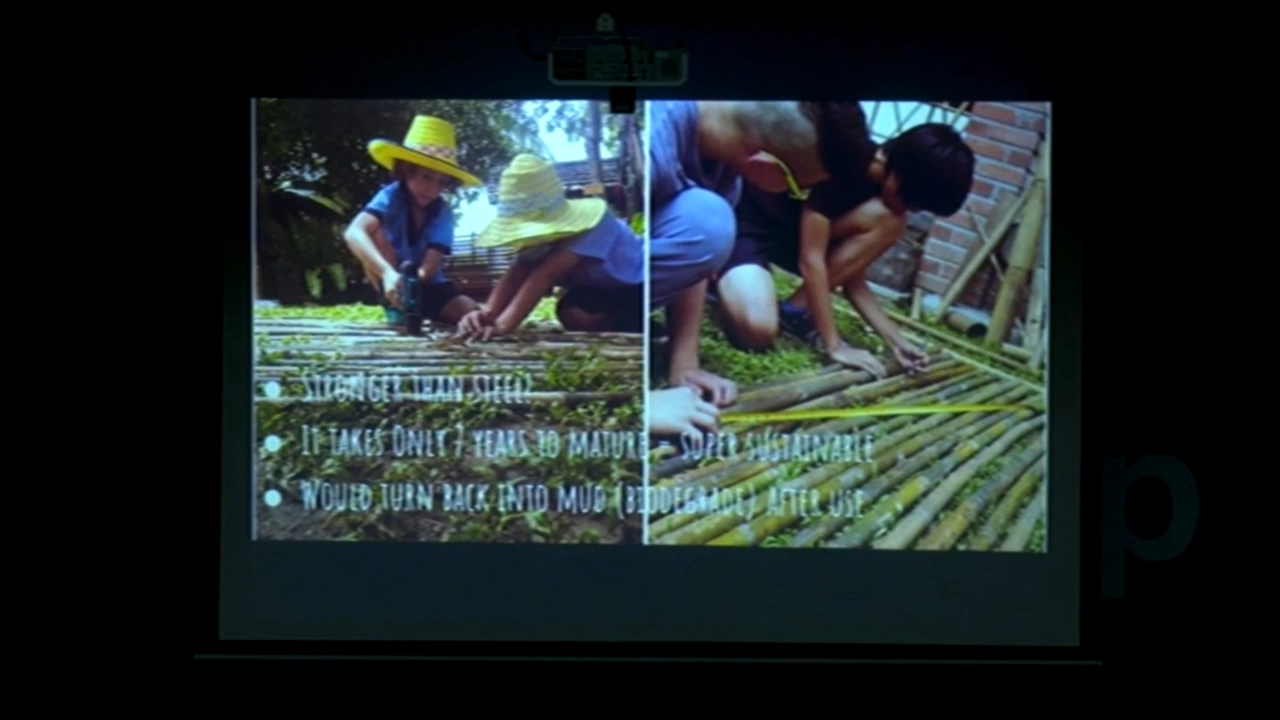 ● Stronger than steel?
● It takes Only 7 years to mature - Super sustainable
● Would turn back into mud (biodegrade) after use
p